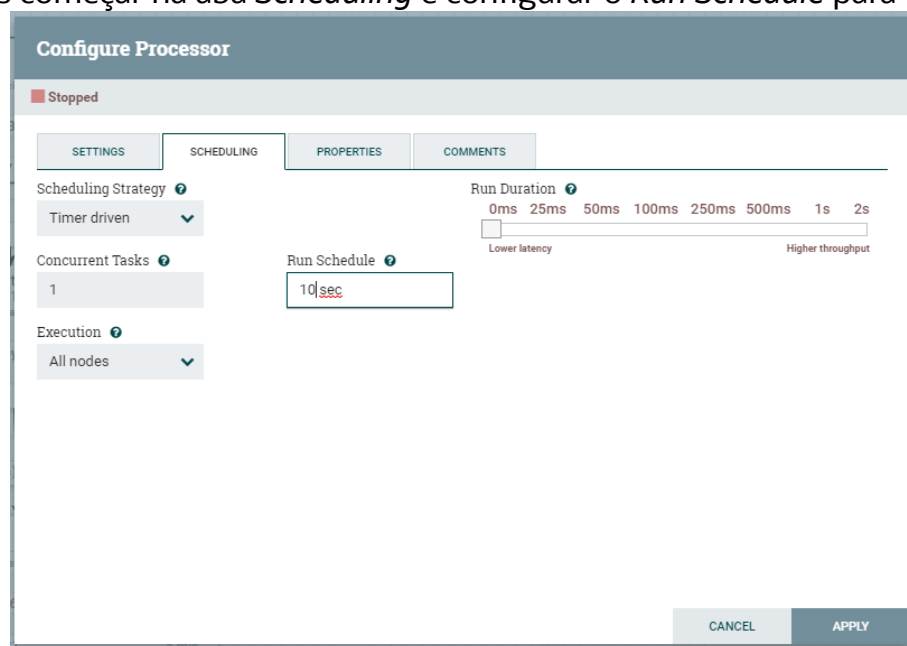 começar na aba Scheduling e configurar o Run Schedule para
Configure Processor
Stopped
SETTINGS SCHEDULING PROPERTIES COMMENTS
Scheduling Strategy
Timer driven
Run Duration
0ms 25ms 50ms 100ms 250ms 500ms 1s 2s
Lower latency Higher throughput
Concurrent Tasks
1
Run Schedule
10 sec
Execution
All nodes
CANCEL APPLY